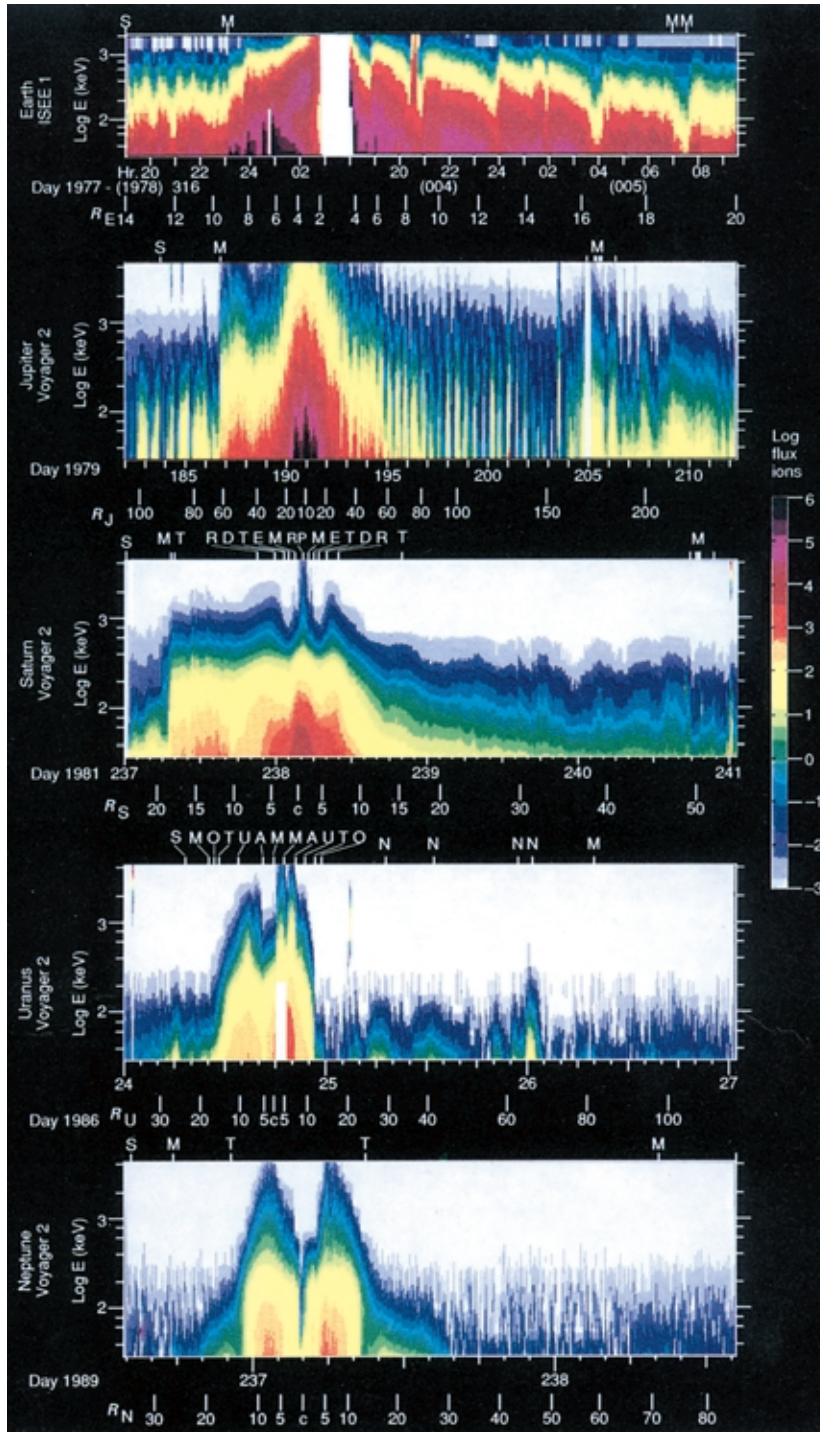 S M M M
Earth
ISEE 1
Log E (keV)
3
2
Hr. 20 22 24 02 20 22 24 02 04 06 08
Day 1977 - (1978) 316 (004) (005)
R E 14 12 10 8 6 4 2 4 6 8 10 12 14 16 18 20
S M M
Jupiter
Voyager 2
Log E (keV)
3
2
Day 1979 185 190 195 200 205 210
R J 100 80 60 40 20 10 20 40 60 80 100 150 200
S M T R D T E M R P M E T D R T M
Saturn
Voyager 2
Log E (keV)
3
2
237 238 239 240 241
Day 1981
R S 20 15 10 5 c 5 10 15 20 30 40 50
S M O T U A M M A U T O N N N N M
Uranus
Voyager 2
Log E (keV)
3
2
24 25 26 27
Day 1986 R U 30 20 10 5 c 5 10 20 30 40 60 80 100
S M T T M
Neptune
Voyager 2
Log E (keV)
3
2
237 238
Day 1989
R N 30 20 10 5 c 5 10 20 30 40 50 60 70 80
Log
flux
ions
6
5
4
3
2
1
0
-1
-2
-3